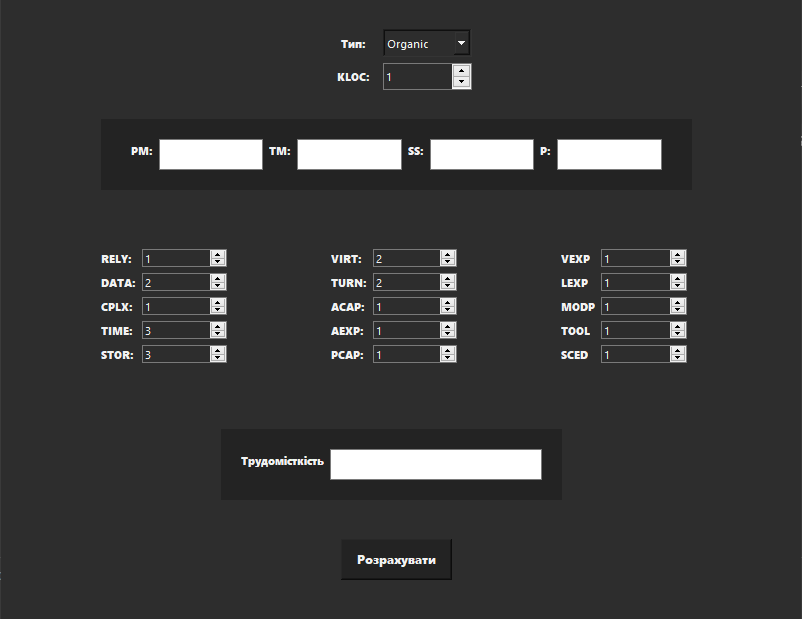 Тип: Organic
KLOC: 1
PM: TM: SS: P:
RELY: 1 VIRT: 2 VEXP 1
DATA: 2 TURN: 2 LEXP 1
CPLX: 1 ACAP: 1 MODP 1
TIME: 3 AEXP: 1 TOOL 1
STOR: 3 PCAP: 1 SCED 1
Трудомісткість
Розрахувати